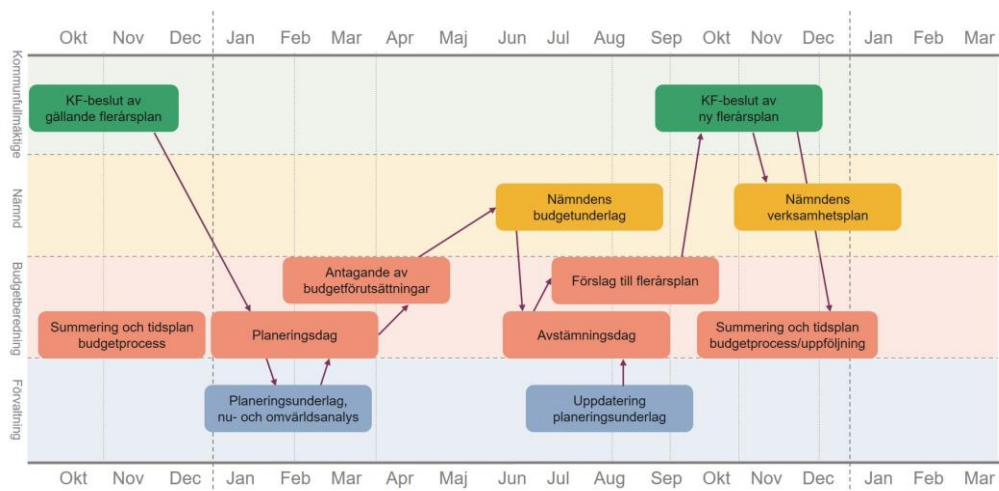 Okt Nov Dec Jan Feb Mar Apr Maj Jun Jul Aug Sep Okt Nov Dec Jan Feb Mar
Kommunfullmäktige
KF-beslut av
gällande flerårsplan
KF-beslut av
ny flerårsplan
Nämnd
Nämndens
budgetunderlag
Nämndens
verksamhetsplan
Budgetberedning
Antagande av
budgetförutsättningar
Förslag till flerårsplan
Summering och tidsplan
budgetprocess
Planeringsdag
Avstämningsdag
Summering och tidsplan
budgetprocess/uppföljning
Förvaltning
Planeringsunderlag,
nu- och omvärldsanalys
Uppdatering
planeringsunderlag
Okt Nov Dec Jan Feb Mar Apr Maj Jun Jul Aug Sep Okt Nov Dec Jan Feb Mar